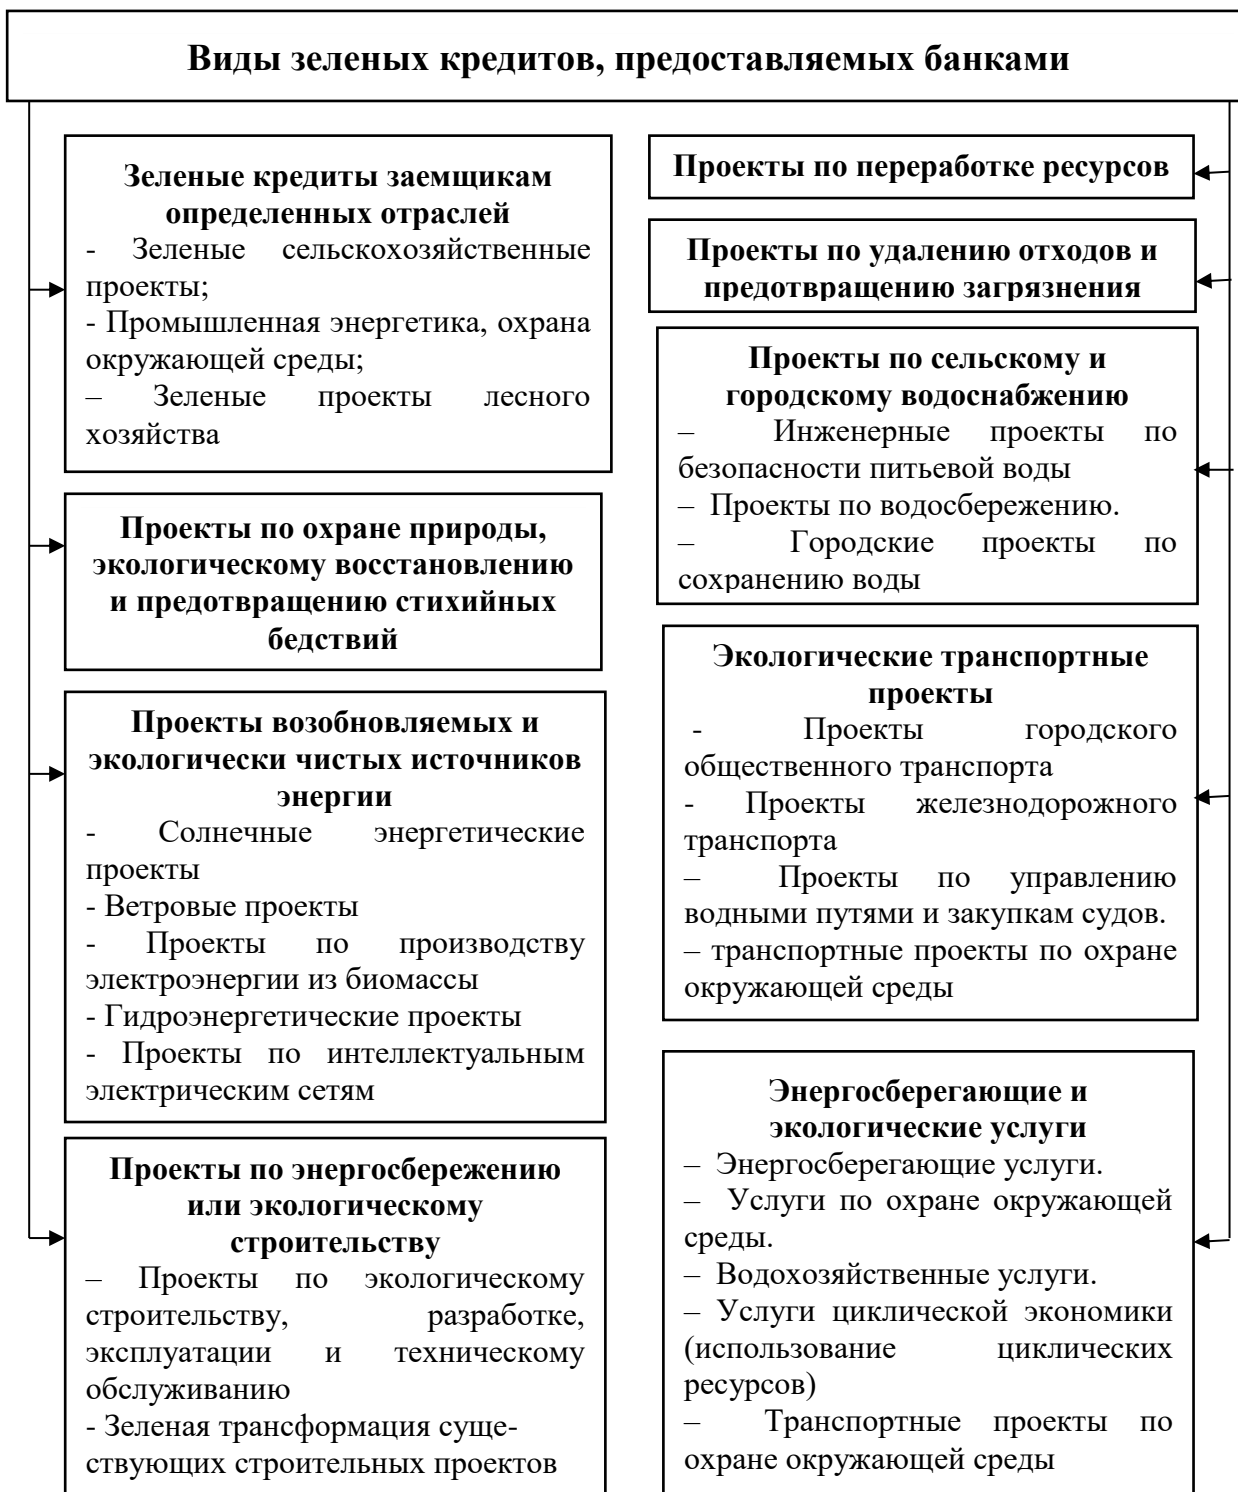 Виды зеленых кредитов, предоставляемых банками
Зеленые кредиты заемщикам
определенных отраслей
- Зеленые сельскохозяйственные
проекты;
- Промышленная энергетика, охрана
окружающей среды;
– Зеленые проекты лесного
хозяйства
Проекты по охране природы,
экологическому восстановлению
и предотвращению стихийных
бедствий
Проекты возобновляемых и
экологически чистых источников
энергии
- Солнечные энергетические
проекты
- Ветровые проекты
- Проекты по производству
электроэнергии из биомассы
- Гидроэнергетические проекты
- Проекты по интеллектуальным
электрическим сетям
Проекты по энергосбережению
или экологическому
строительству
– Проекты по экологическому
строительству, разработке,
эксплуатации и техническому
обслуживанию
- Зеленая трансформация суще-
ствующих строительных проектов
Проекты по переработке ресурсов
Проекты по удалению отходов и
предотвращению загрязнения
Проекты по сельскому и
городскому водоснабжению
– Инженерные проекты по
безопасности питьевой воды
– Проекты по водосбережению.
– Городские проекты по
сохранению воды
Экологические транспортные
проекты
- Проекты городского
общественного транспорта
- Проекты железнодорожного
транспорта
– Проекты по управлению
водными путями и закупкам судов.
– транспортные проекты по охране
окружающей среды
Энергосберегающие и
экологические услуги
– Энергосберегающие услуги.
– Услуги по охране окружающей
среды.
– Водохозяйственные услуги.
– Услуги циклической экономики
(использование циклических
ресурсов)
– Транспортные проекты по
охране окружающей среды